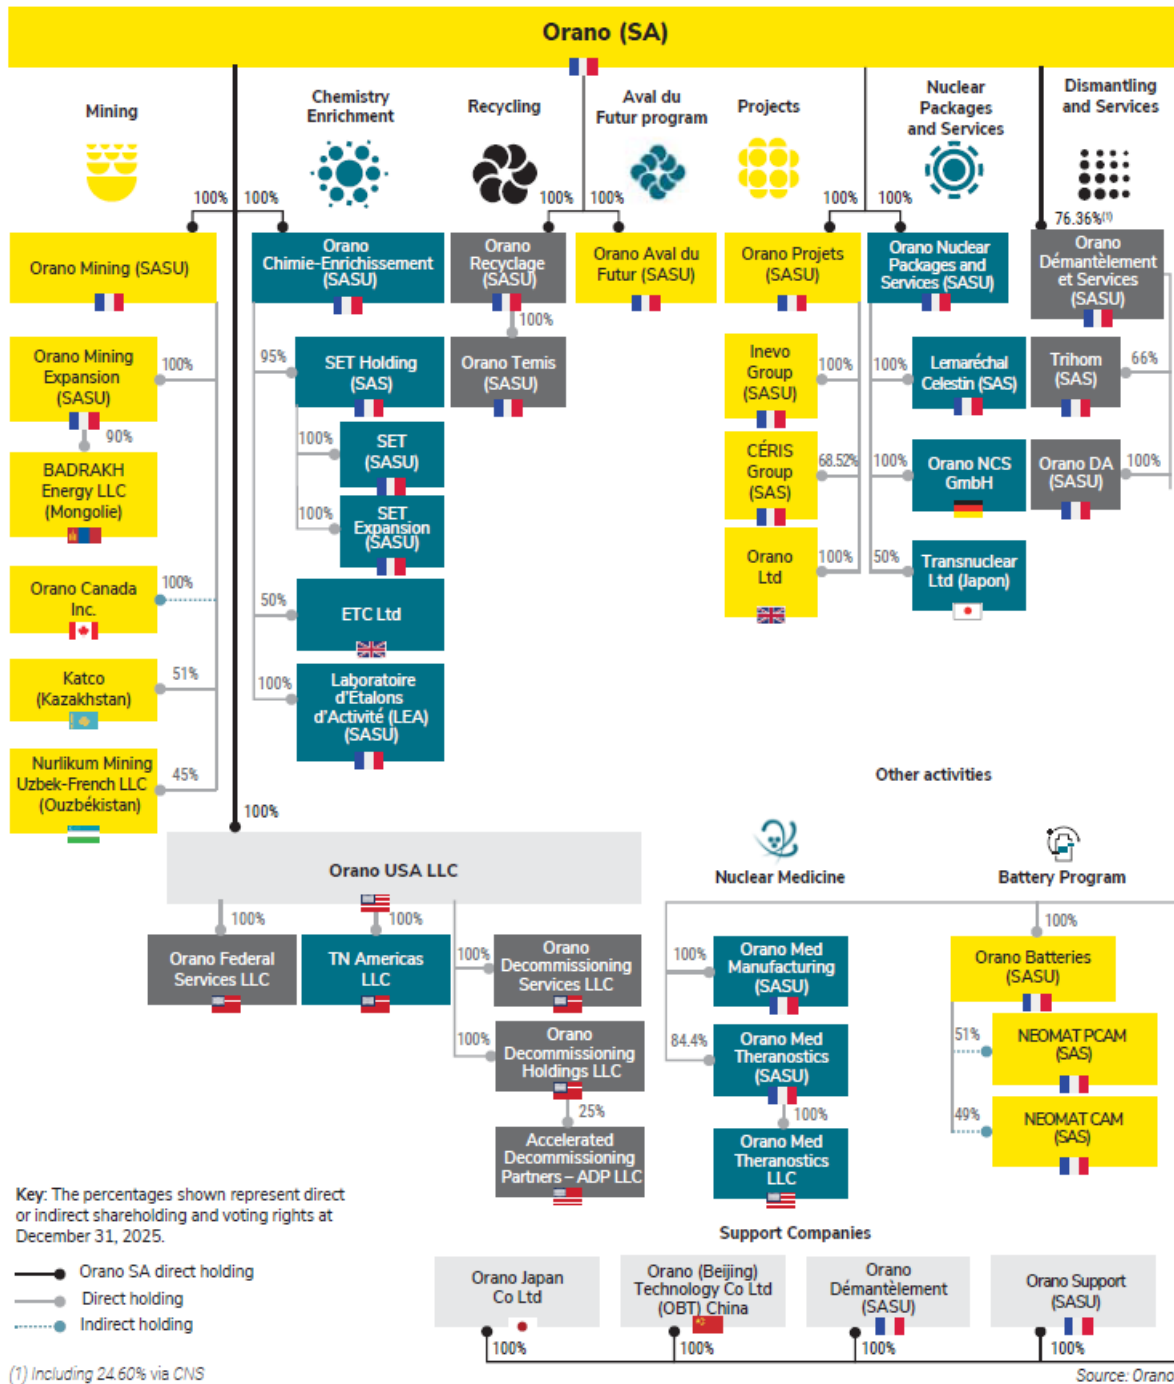 Orano (SA)
Mining
Chemistry
Enrichment
Recycling
Aval du
Futur program
Projects
Nuclear
Packages
and Services
Dismantling
and Services
100%
100%
100%
100%
100%
100%
76.36%(1)
Orano Mining (SASU)
Orano
Chimie-Enrichissement
(SASU)
Orano
Recyclage
(SASU)
Orano Aval du
Futur (SASU)
Orano Projets
(SASU)
Orano Nuclear
Packages and
Services (SASU)
Orano
Démantèlement
et Services
(SASU)
Orano Mining
Expansion
(SASU)
100%
90%
BADRAKH
Energy LLC
(Mongolie)
Orano Canada
Inc.
100%
Katco
(Kazakhstan)
51%
Nurlikum Mining
Uzbek-French LLC
(Ouzbékistan)
45%
95%
SET Holding
(SAS)
100%
SET
(SASU)
100%
SET
Expansion
(SASU)
50%
ETC Ltd
100%
Laboratoire
d'Étalons
d'Activité (LEA)
(SASU)
100%
Orano Temis
(SASU)
Inevo
Group
(SASU)
100%
CÉRIS
Group
(SAS)
68.52%
Orano
Ltd
100%
100%
Lemaréchal
Celestin (SAS)
100%
Orano NCS
GmbH
50%
Transnuclear
Ltd (Japon)
Trihom
(SAS)
66%
Orano DA
(SASU)
100%
100%
Orano USA LLC
100%
Orano Federal
Services LLC
100%
TN Americas
LLC
100%
Orano
Decommissioning
Services LLC
100%
Orano
Decommissioning
Holdings LLC
25%
Accelerated
Decommissioning
Partners – ADP LLC
Other activities
Nuclear Medicine
100%
Orano Med
Manufacturing
(SASU)
84.4%
Orano Med
Theranostics
(SASU)
100%
Orano Med
Theranostics
LLC
Battery Program
100%
Orano Batteries
(SASU)
51%
NEOMAT PCAM
(SAS)
49%
NEOMAT CAM
(SAS)
Key: The percentages shown represent direct
or indirect shareholding and voting rights at
December 31, 2025.
Orano SA direct holding
Direct holding
Indirect holding
Support Companies
Orano Japan
Co Ltd
Orano (Beijing)
Technology Co Ltd
(OBT) China
Orano
Démantèlement
(SASU)
Orano Support
(SASU)
100%
100%
100%
100%
(1) Including 24.60% via CNS
Source: Orano